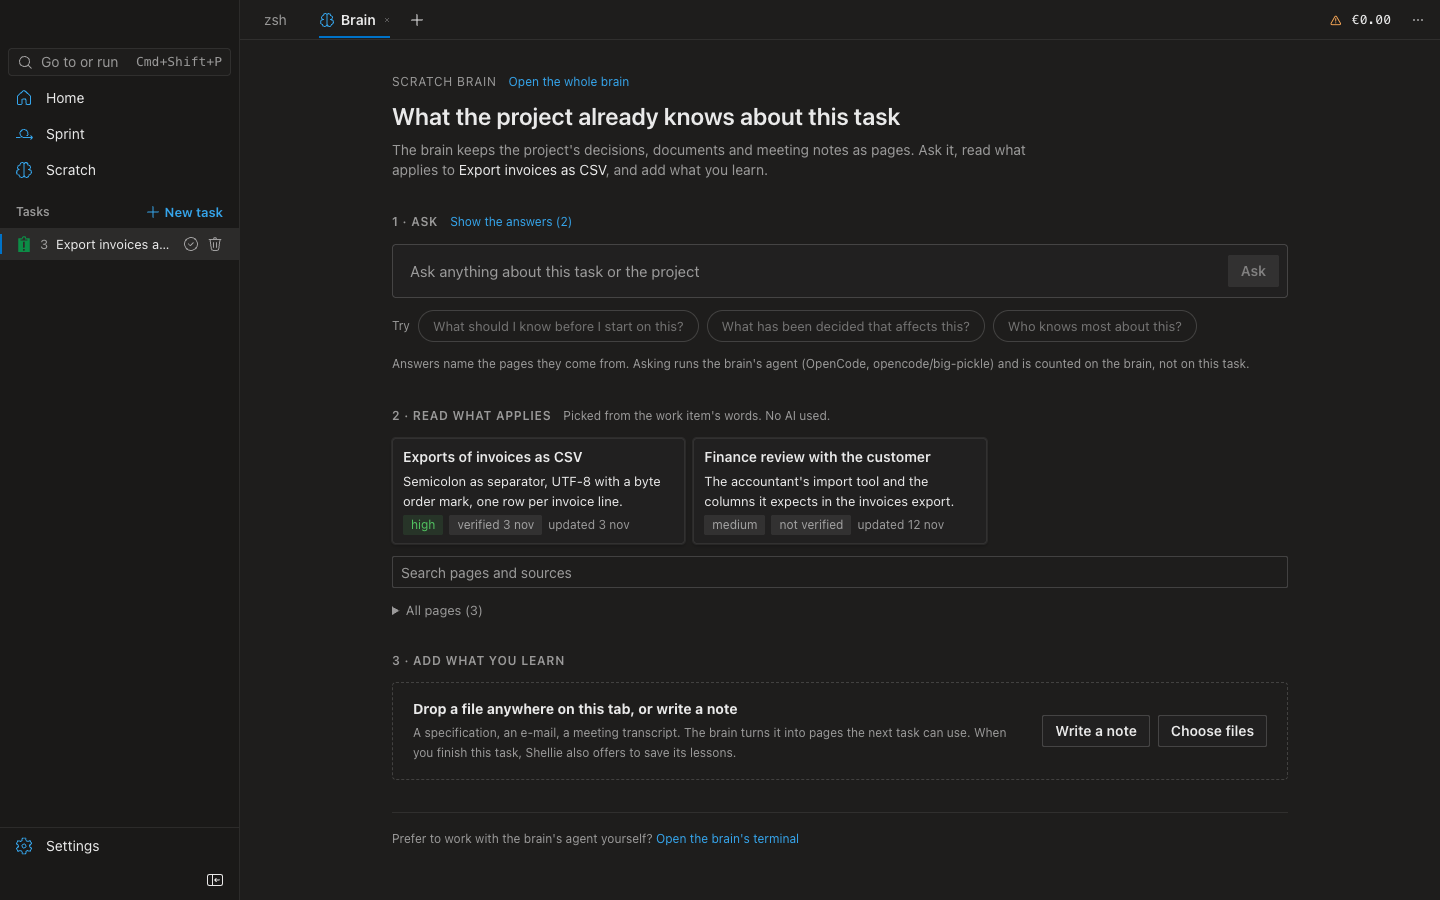 zsh
Brain
€0.00
Go to or run Cmd+Shift+P
Home
Sprint
Scratch
Tasks
New task
3 Export invoices a...
Settings
SCRATCH BRAIN Open the whole brain
What the project already knows about this task
The brain keeps the project's decisions, documents and meeting notes as pages. Ask it, read what
applies to Export invoices as CSV, and add what you learn.
1 · ASK Show the answers (2)
Ask anything about this task or the project
Ask
Try
What should I know before I start on this?
What has been decided that affects this?
Who knows most about this?
Answers name the pages they come from. Asking runs the brain's agent (OpenCode, opencode/big-pickle) and is counted on the brain, not on this task.
2 · READ WHAT APPLIES Picked from the work item's words. No AI used.
Exports of invoices as CSV
Semicolon as separator, UTF-8 with a byte
order mark, one row per invoice line.
high verified 3 nov updated 3 nov
Finance review with the customer
The accountant's import tool and the
columns it expects in the invoices export.
medium not verified updated 12 nov
Search pages and sources
All pages (3)
3 · ADD WHAT YOU LEARN
Drop a file anywhere on this tab, or write a note
A specification, an e-mail, a meeting transcript. The brain turns it into pages the next task can use. When
you finish this task, Shellie also offers to save its lessons.
Write a note
Choose files
Prefer to work with the brain's agent yourself? Open the brain's terminal